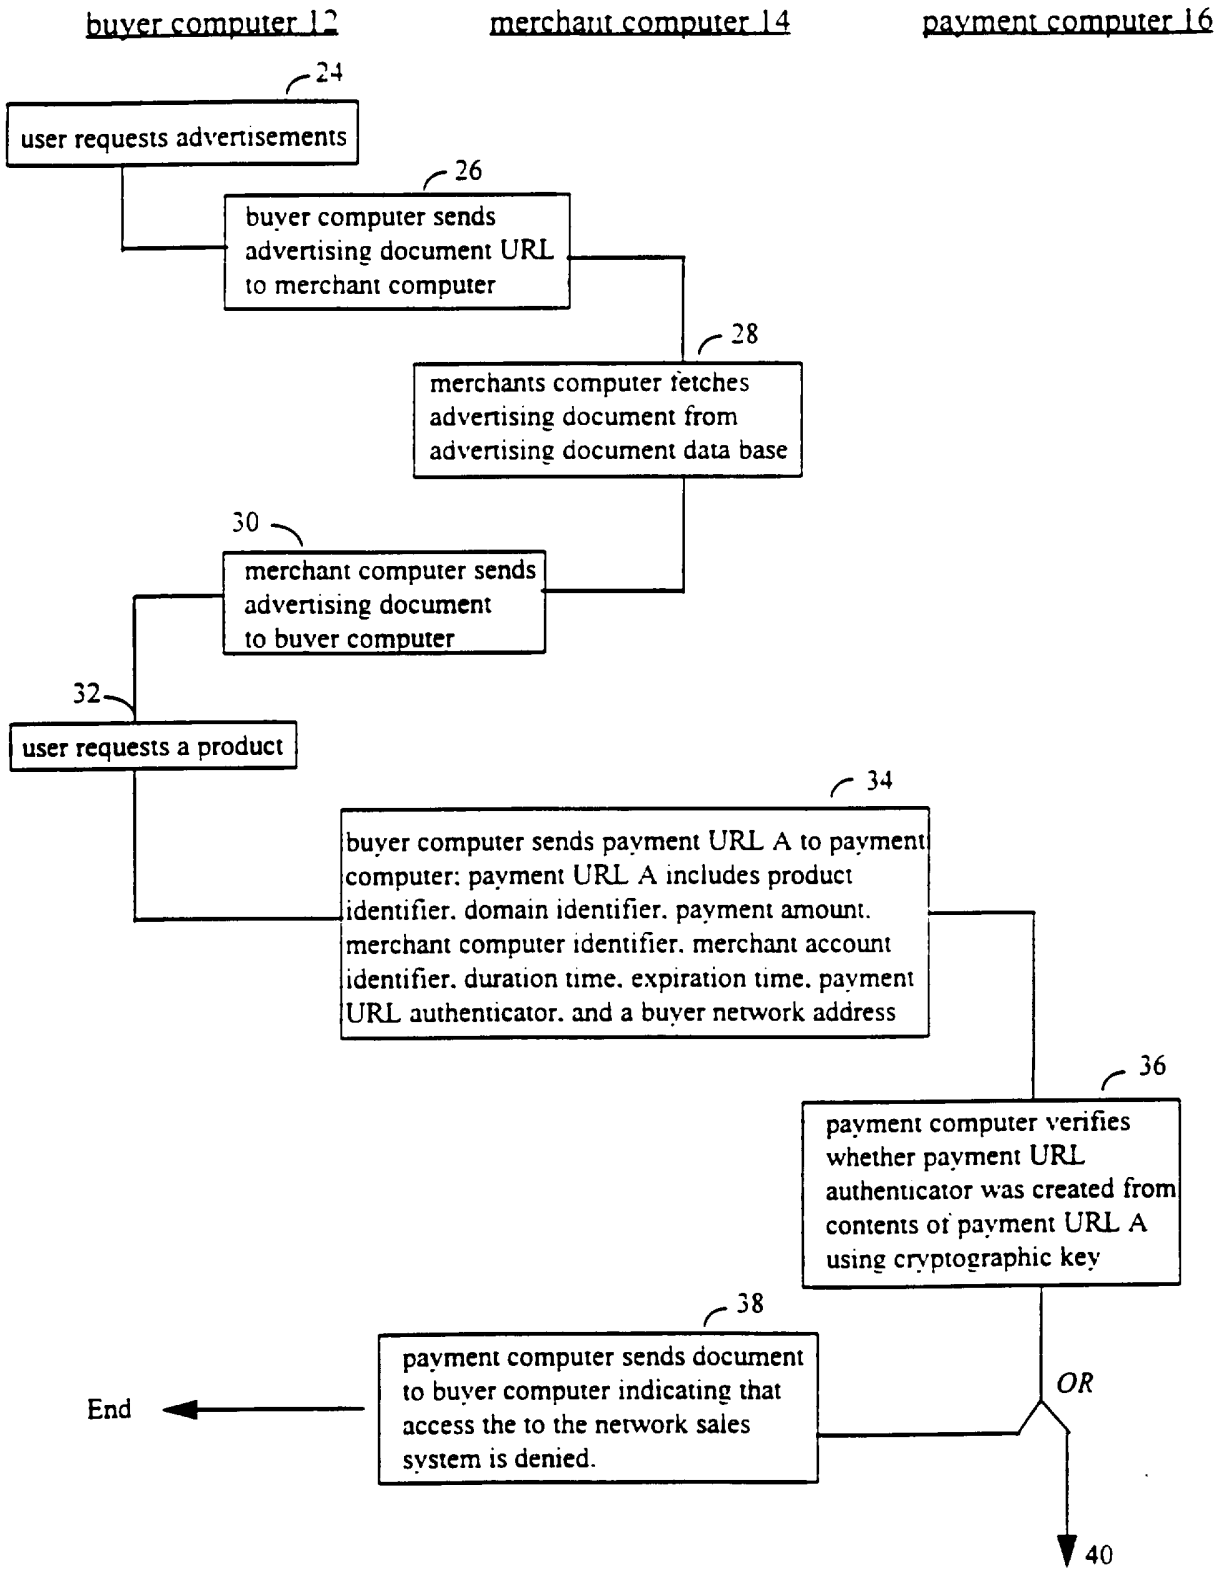 buyer computer 12
merchant computer 14
payment computer 16
24
user requests advertisements
26
buyer computer sends
advertising document URL
to merchant computer
28
merchants computer fetches
advertising document from
advertising document data base
30
merchant computer sends
advertising document
to buyer computer
32
user requests a product
34
buyer computer sends payment URL A to payment
computer: payment URL A includes product
identifier, domain identifier, payment amount,
merchant computer identifier, merchant account
identifier, duration time, expiration time, payment
URL authenticator, and a buyer network address
36
payment computer verifies
whether payment URL
authenticator was created from
contents of payment URL A
using cryptographic key
38
payment computer sends document
to buyer computer indicating that
access the to the network sales
system is denied.
End
OR
40